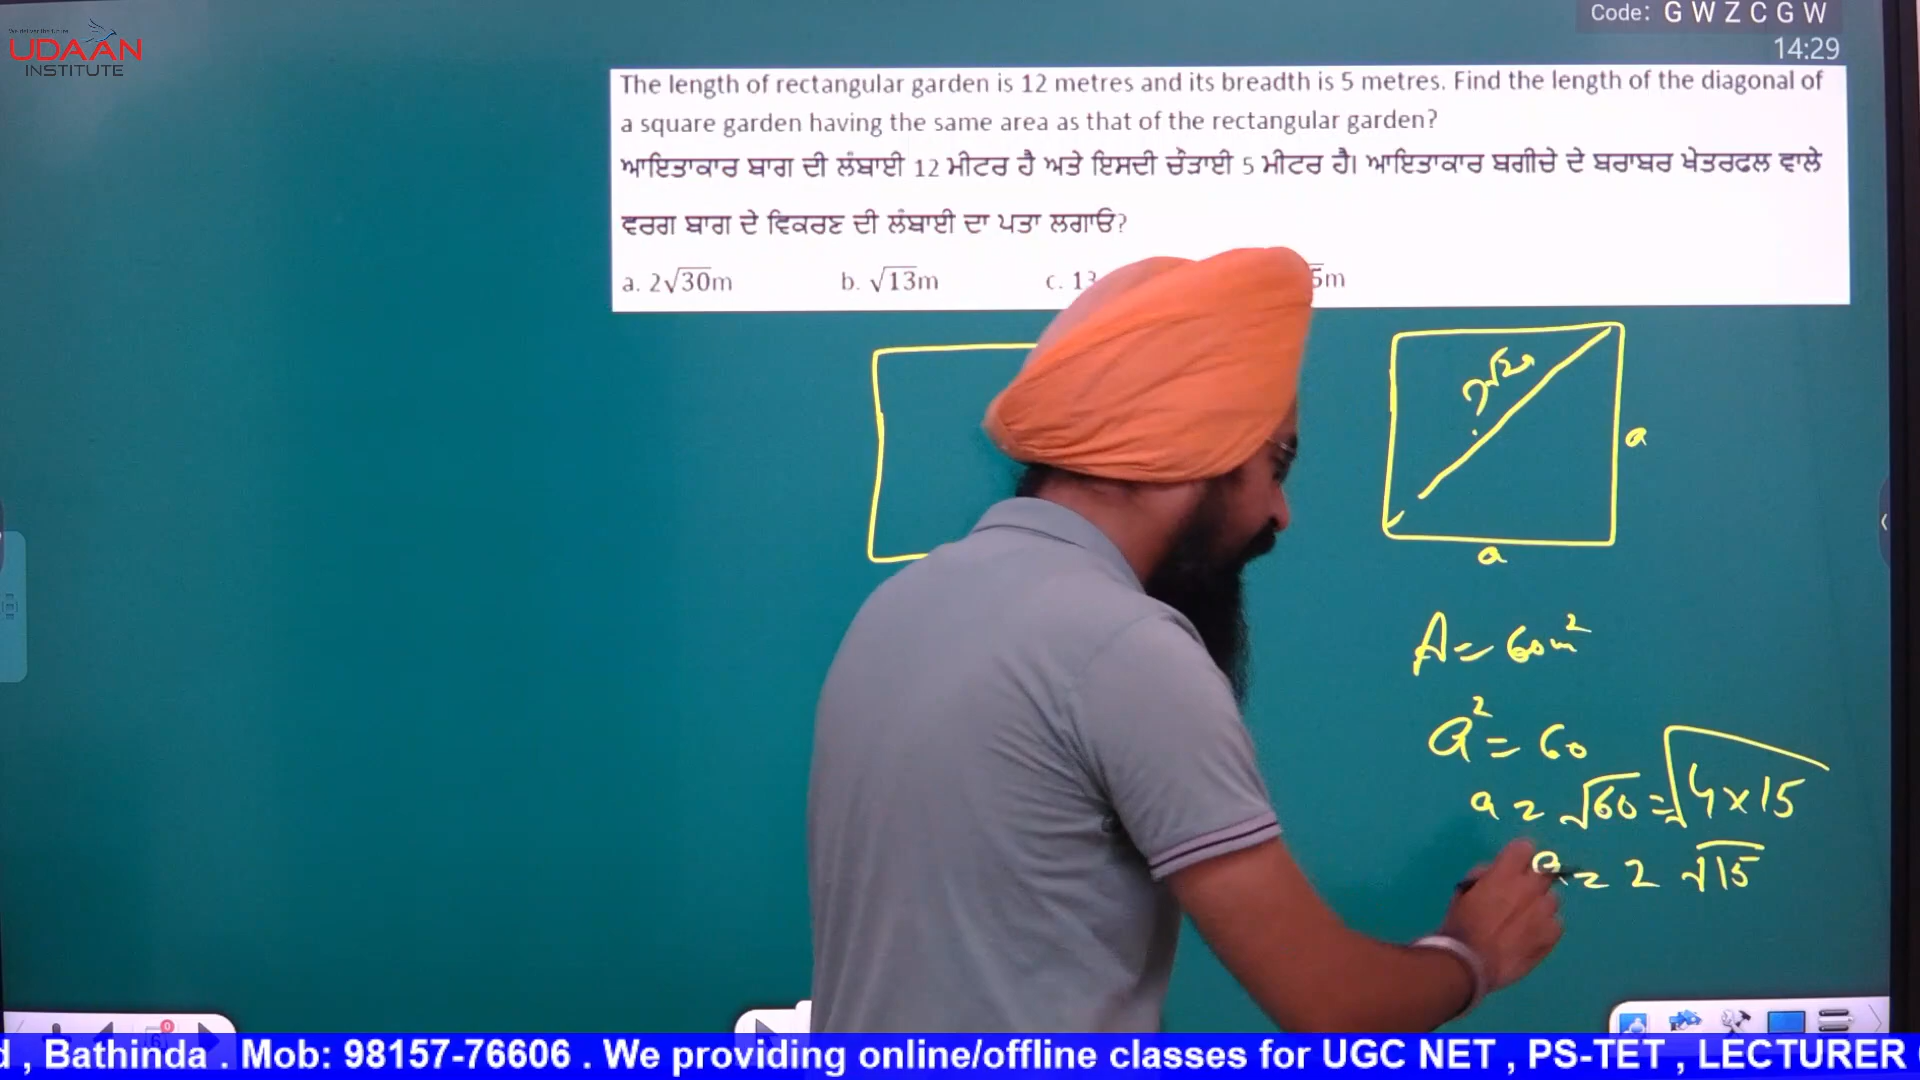 Code: GWZCGW
14:29
UDAAN
INSTITUTE
The length of rectangular garden is 12 metres and its breadth is 5 metres. Find the length of the diagonal of
a square garden having the same area as that of the rectangular garden?
ਆਇਤਾਕਾਰ ਬਾਗ ਦੀ ਲੰਬਾਈ 12 ਮੀਟਰ ਹੈ ਅਤੇ ਇਸਦੀ ਚੌੜਾਈ 5 ਮੀਟਰ ਹੈ। ਆਇਤਾਕਾਰ ਬਗੀਚੇ ਦੇ ਬਰਾਬਰ ਖੇਤਰਫਲ ਵਾਲੇ
ਵਰਗ ਬਾਗ ਦੇ ਵਿਕਰਣ ਦੀ ਲੰਬਾਈ ਦਾ ਪਤਾ ਲਗਾਓ?
a. 2√30m b. √13m c. 13 5m
? √2a
a
a
A = 60m²
a² = 60
a = √60 = √4×15
a = 2 √15
, Bathinda . Mob: 98157-76606 . We providing online/offline classes for UGC NET , PS-TET , LECTURER